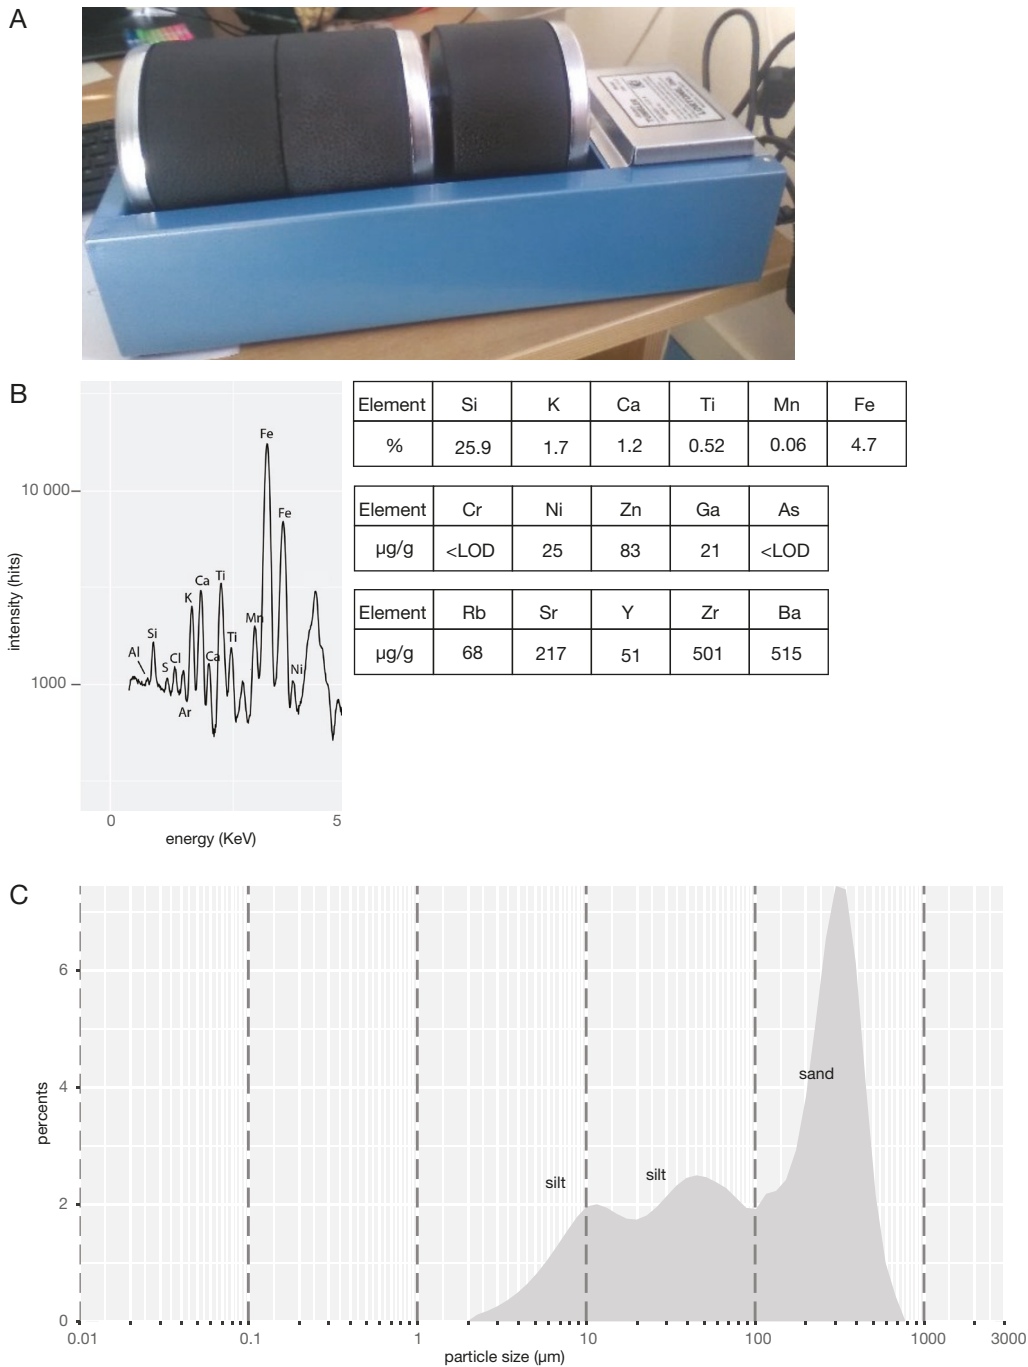 A
B
Element Si K Ca Ti Mn Fe
% 25.9 1.7 1.2 0.52 0.06 4.7
Element Cr Ni Zn Ga As
µg/g <LOD 25 83 21 <LOD
Element Rb Sr Y Zr Ba
µg/g 68 217 51 501 515
intensity (hits)
10 000
1000
Fe
Fe
Ti
Ca
K
Mn
Ti
Si
Al
Cl
Ca
S
Ni
Ar
0 5
energy (KeV)
C
percents
6
4
2
0
sand
silt
silt
0.01 0.1 1 10 100 1000 3000
particle size (µm)